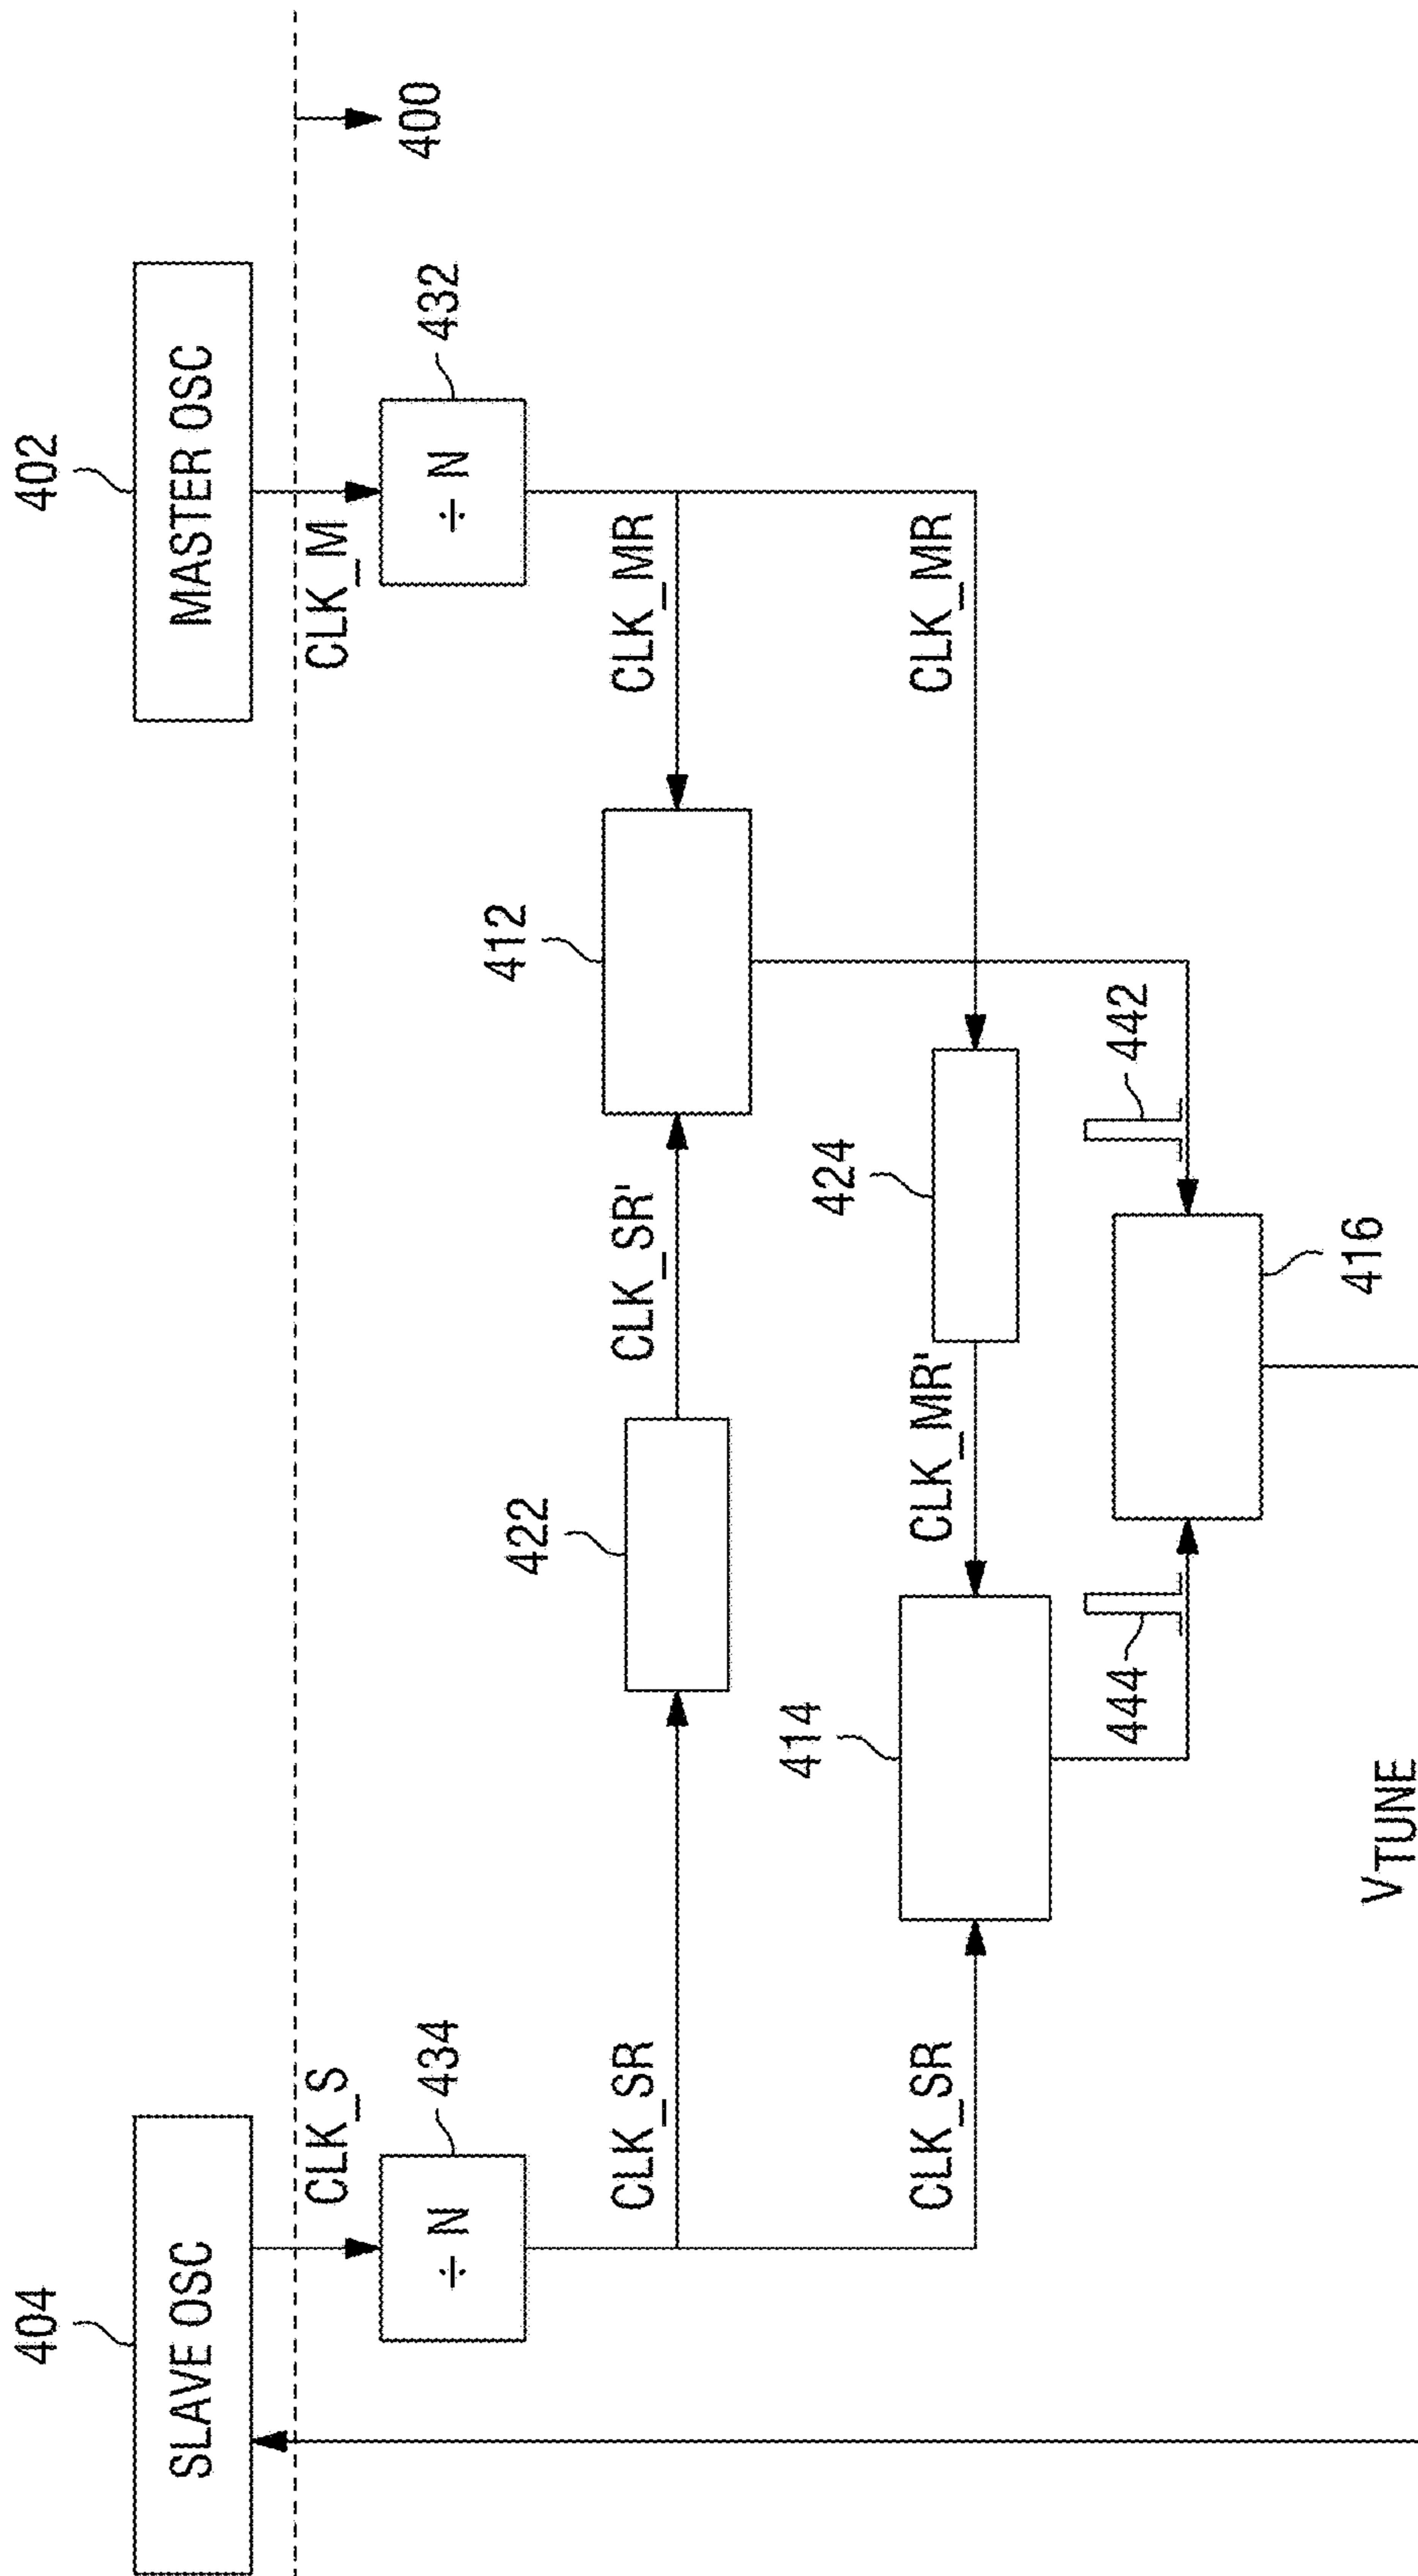 404
402
SLAVE OSC
MASTER OSC
CLK_S
CLK_M
400
434
432
÷ N
÷ N
422
412
CLK_SR
CLK_SR'
CLK_MR
414
424
CLK_SR
CLK_MR'
CLK_MR
444
442
416
VTUNE